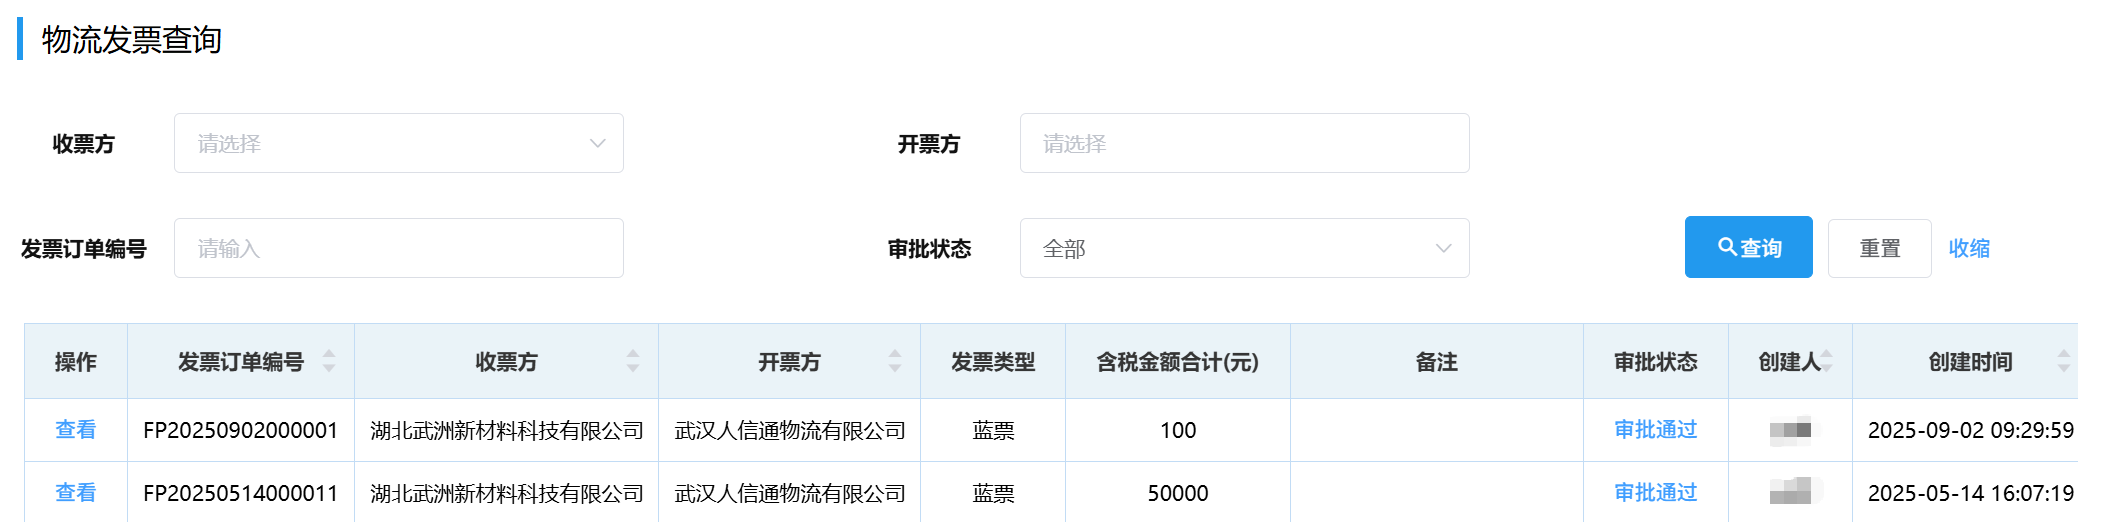 物流发票查询
收票方 请选择 开票方 请选择
发票订单编号 请输入 审批状态 全部 查询 重置 收缩
操作 发票订单编号 收票方 开票方 发票类型 含税金额合计(元) 备注 审批状态 创建人 创建时间
查看 FP20250902000001 湖北武洲新材料科技有限公司 武汉人信通物流有限公司 蓝票 100 审批通过 2025-09-02 09:29:59
查看 FP20250514000011 湖北武洲新材料科技有限公司 武汉人信通物流有限公司 蓝票 50000 审批通过 2025-05-14 16:07:19